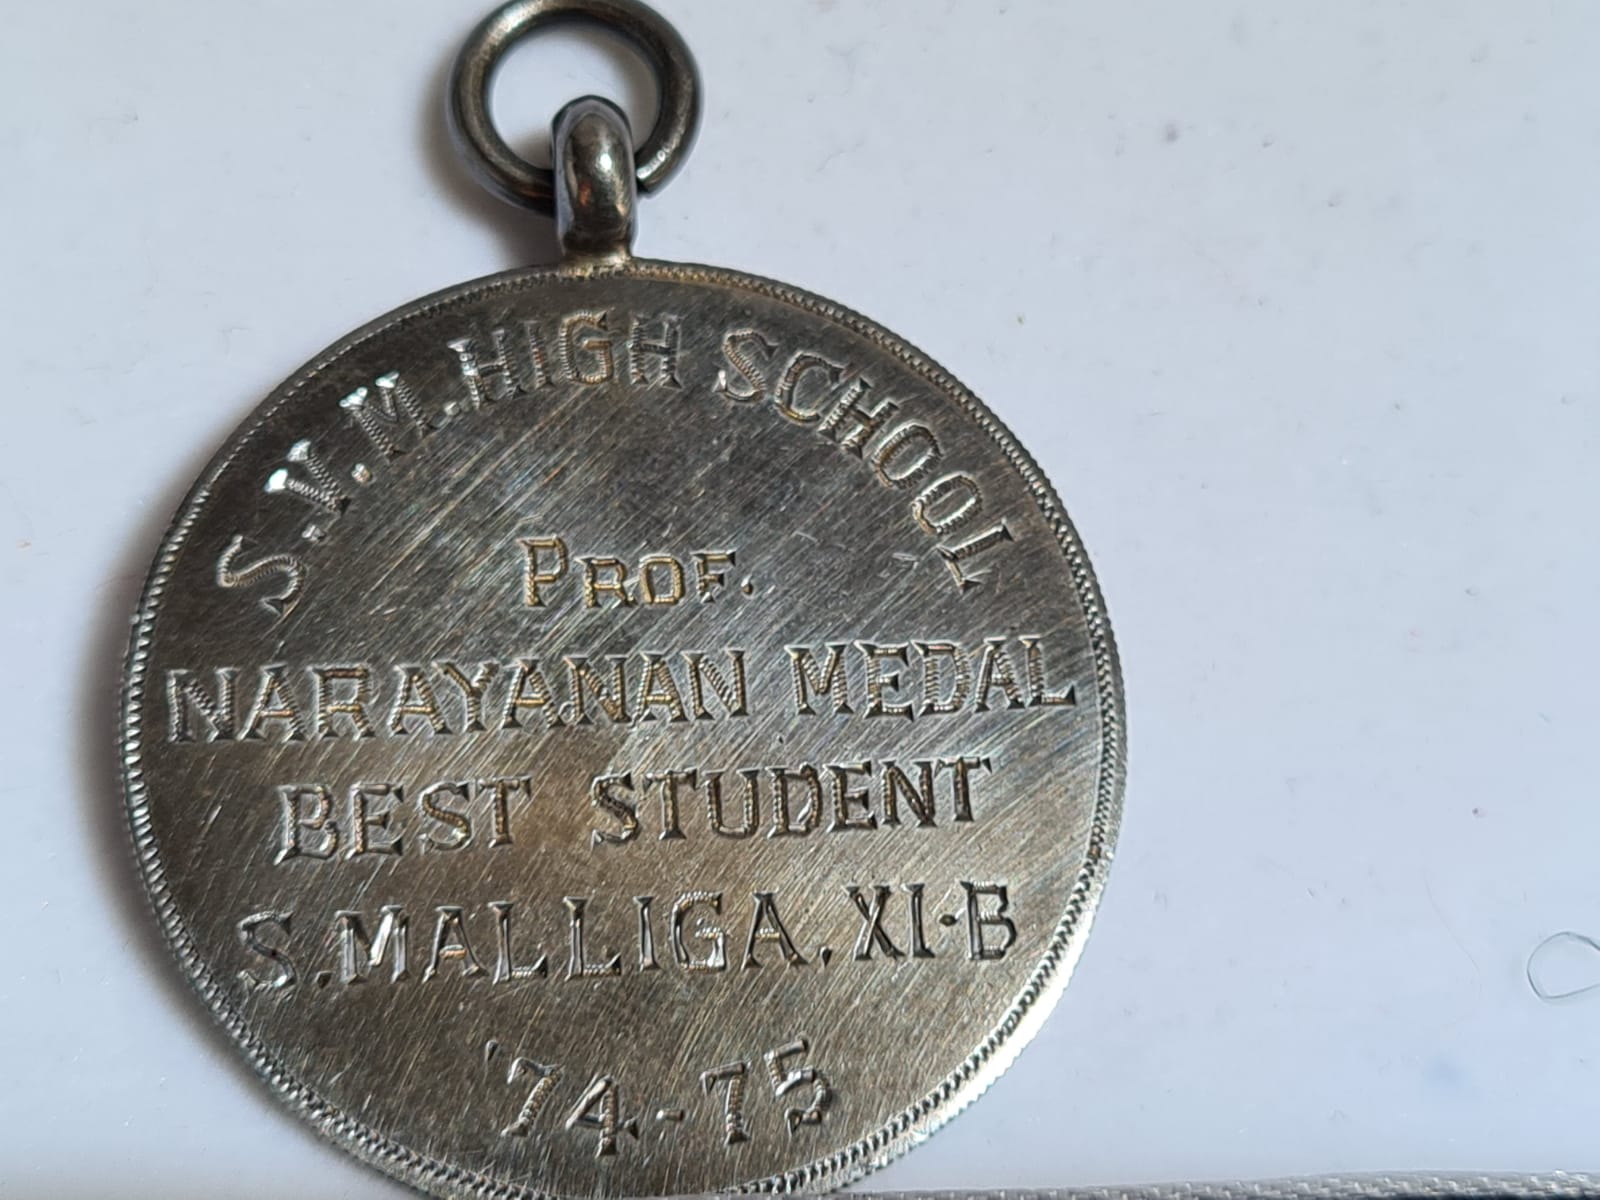 S.V.M. HIGH SCHOOL
PROF.
NARAYANAN MEDAL
BEST STUDENT
S. MALLIGA. XI-B
'74-75